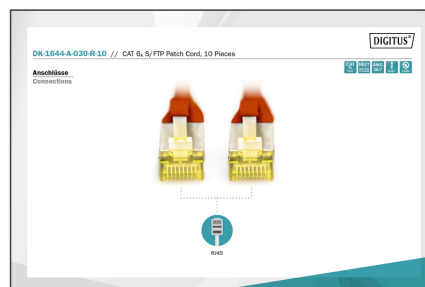 DIGITUS®
DK-1644-A-030-R-10 // CAT 6A S/FTP Patch Cord, 10 Pieces
Anschlüsse
Connections
RJ45